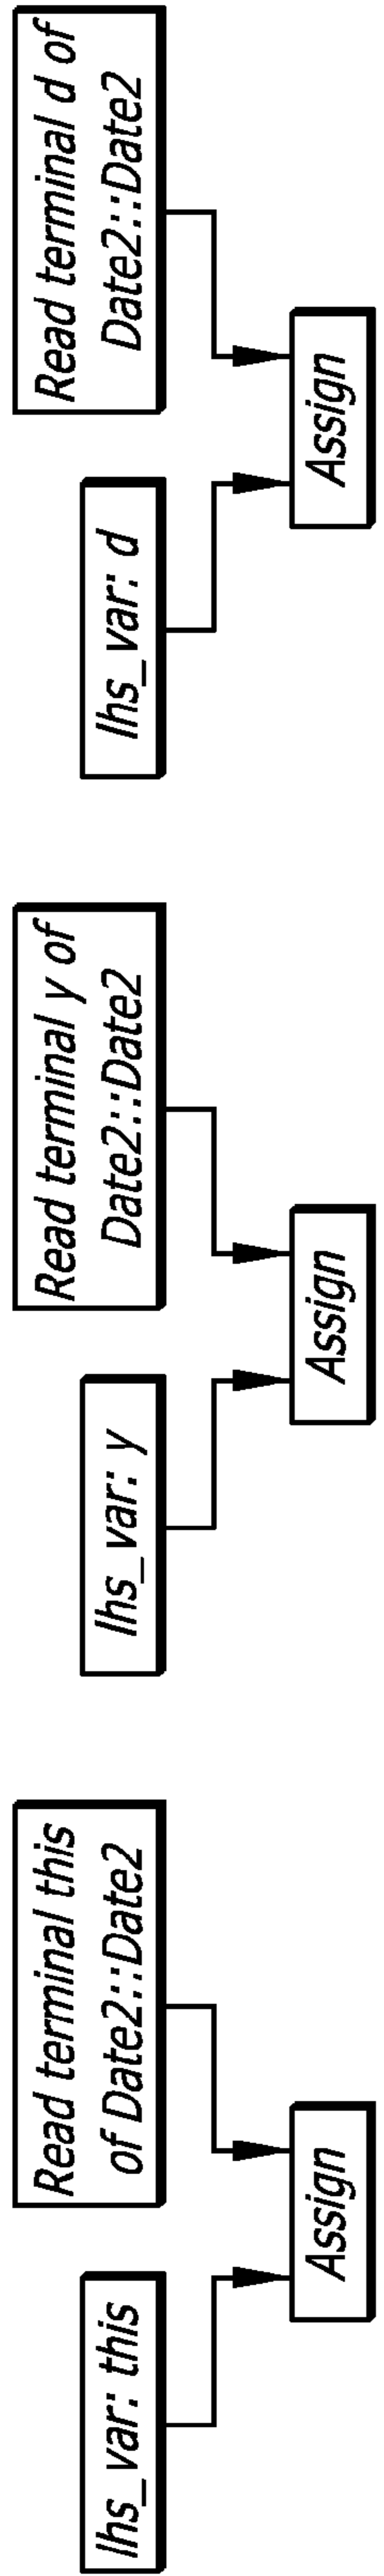 lhs_var: this
Read terminal this
of Date2::Date2
Assign
lhs_var: y
Read terminal y of
Date2::Date2
Assign
lhs_var: d
Read terminal d of
Date2::Date2
Assign